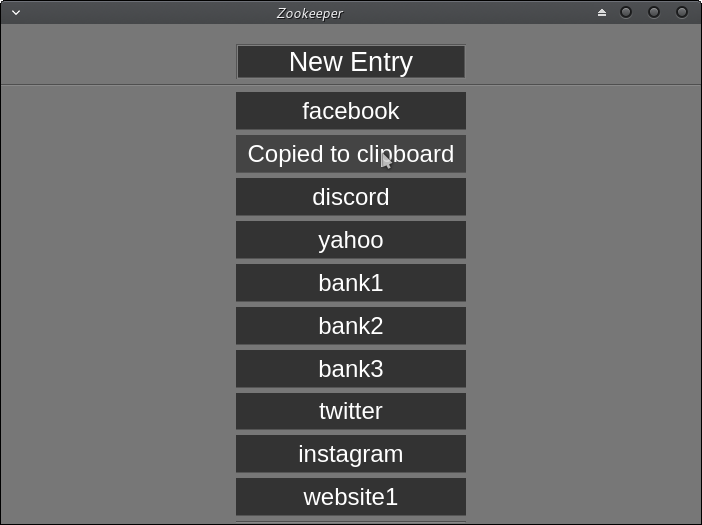 Zookeeper
New Entry
facebook
Copied to clipboard
discord
yahoo
bank1
bank2
bank3
twitter
instagram
website1